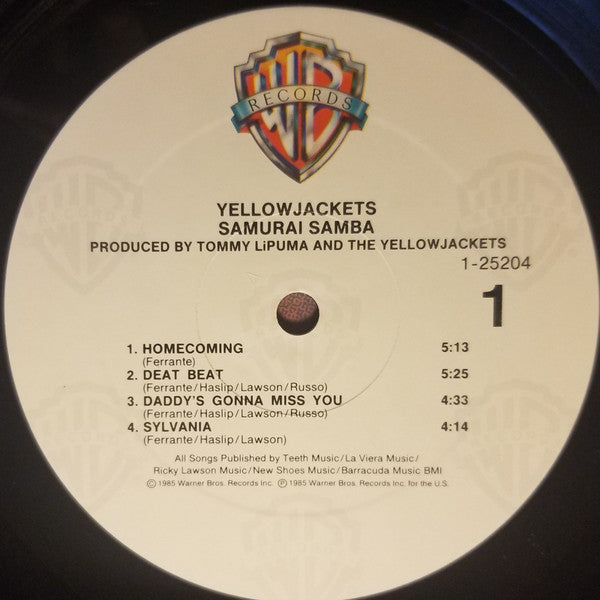 RECORDS
YELLOWJACKETS
SAMURAI SAMBA
PRODUCED BY TOMMY LiPUMA AND THE YELLOWJACKETS
1-25204
1
1. HOMECOMING 5:13
(Ferrante)
2. DEAT BEAT 5:25
(Ferrante/Haslip/Lawson/Russo)
3. DADDY'S GONNA MISS YOU 4:33
(Ferrante/Haslip/Lawson/Russo)
4. SYLVANIA 4:14
(Ferrante/Haslip/Lawson)
All Songs Published by Teeth Music/La Viera Music/
Ricky Lawson Music/New Shoes Music/Barracuda Music BMI
©1985 Warner Bros. Records Inc. ℗1985 Warner Bros. Records Inc. for the U.S.